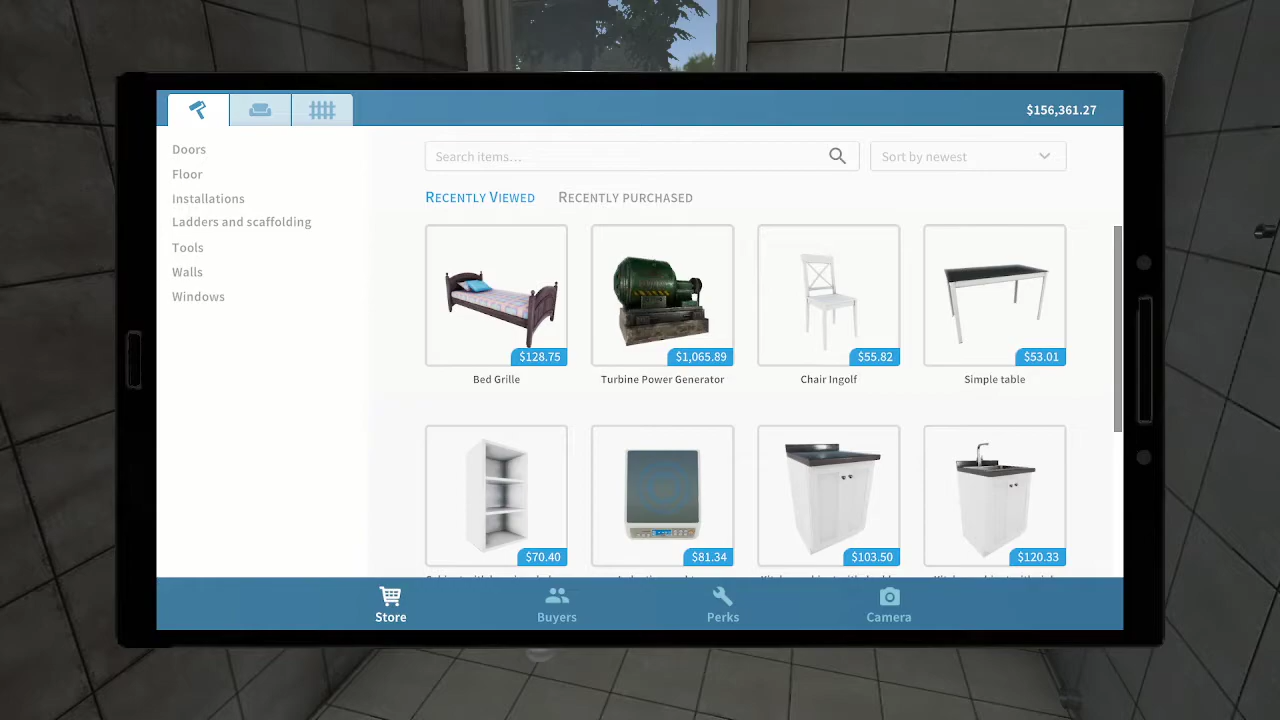 $156,361.27
Doors
Floor
Installations
Ladders and scaffolding
Tools
Walls
Windows
Search items...
Sort by newest
RECENTLY VIEWED
RECENTLY PURCHASED
$128.75
$1,065.89
$55.82
$53.01
Bed Grille
Turbine Power Generator
Chair Ingolf
Simple table
$70.40
$81.34
$103.50
$120.33
Store
Buyers
Perks
Camera